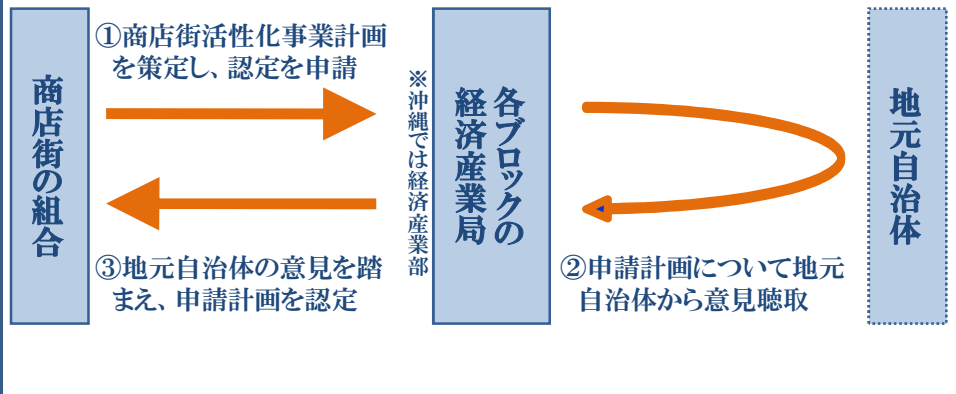 商店街の組合
①商店街活性化事業計画
を策定し、認定を申請
③地元自治体の意見を踏
まえ、申請計画を認定
※沖縄では経済産業部
各ブロックの
経済産業局
②申請計画について地元
自治体から意見聴取
地元自治体